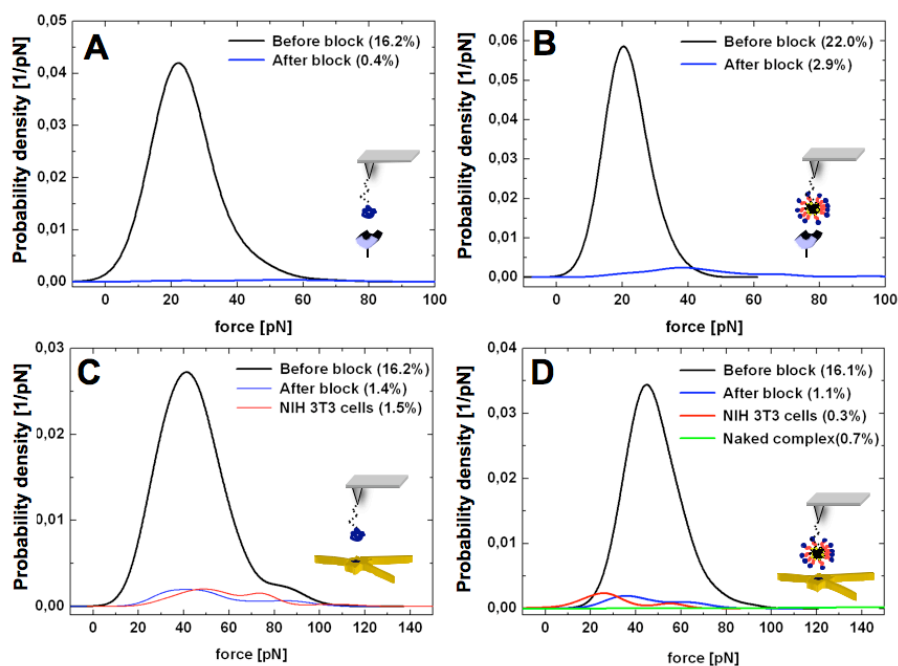 A
Before block (16.2%)
After block (0.4%)
Probability density [1/pN]
0,05
0,04
0,03
0,02
0,01
0,00
0 20 40 60 80 100
force [pN]
B
Before block (22.0%)
After block (2.9%)
Probability density [1/pN]
0,06
0,05
0,04
0,03
0,02
0,01
0,00
0 20 40 60 80 100
force [pN]
C
Before block (16.2%)
After block (1.4%)
NIH 3T3 cells (1.5%)
Probability density [1/pN]
0,03
0,02
0,01
0,00
0 20 40 60 80 100 120 140
force [pN]
D
Before block (16.1%)
After block (1.1%)
NIH 3T3 cells (0.3%)
Naked complex(0.7%)
Probability density [1/pN]
0,04
0,03
0,02
0,01
0,00
0 20 40 60 80 100 120 140
force [pN]